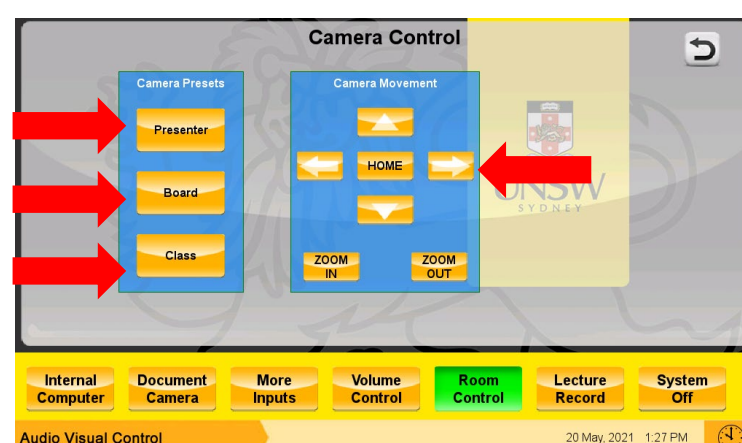 Camera Control
Camera Presets
Camera Movement
Presenter
HOME
Board
UNSW
SYDNEY
Class
ZOOM
IN
ZOOM
OUT
Internal
Computer
Document
Camera
More
Inputs
Volume
Control
Room
Control
Lecture
Record
System
Off
Audio Visual Control
20 May, 2021 1:27 PM